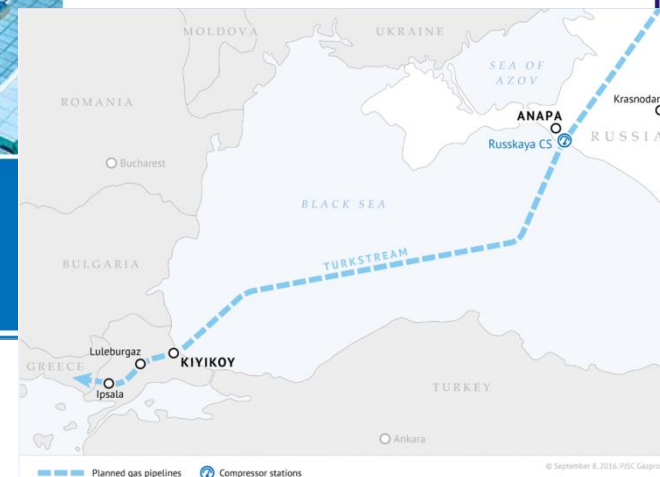 MOLDOVA
UKRAINE
SEA OF
AZOV
ROMANIA
Krasnodar
ANAPA
RUSSIA
Russkaya CS
Bucharest
BLACK SEA
TURKSTREAM
BULGARIA
Luleburgaz
KIYIKOY
GREECE
Ipsala
TURKEY
Ankara
Planned gas pipelines
Compressor stations
© September 8, 2016, PJSC Gazpro